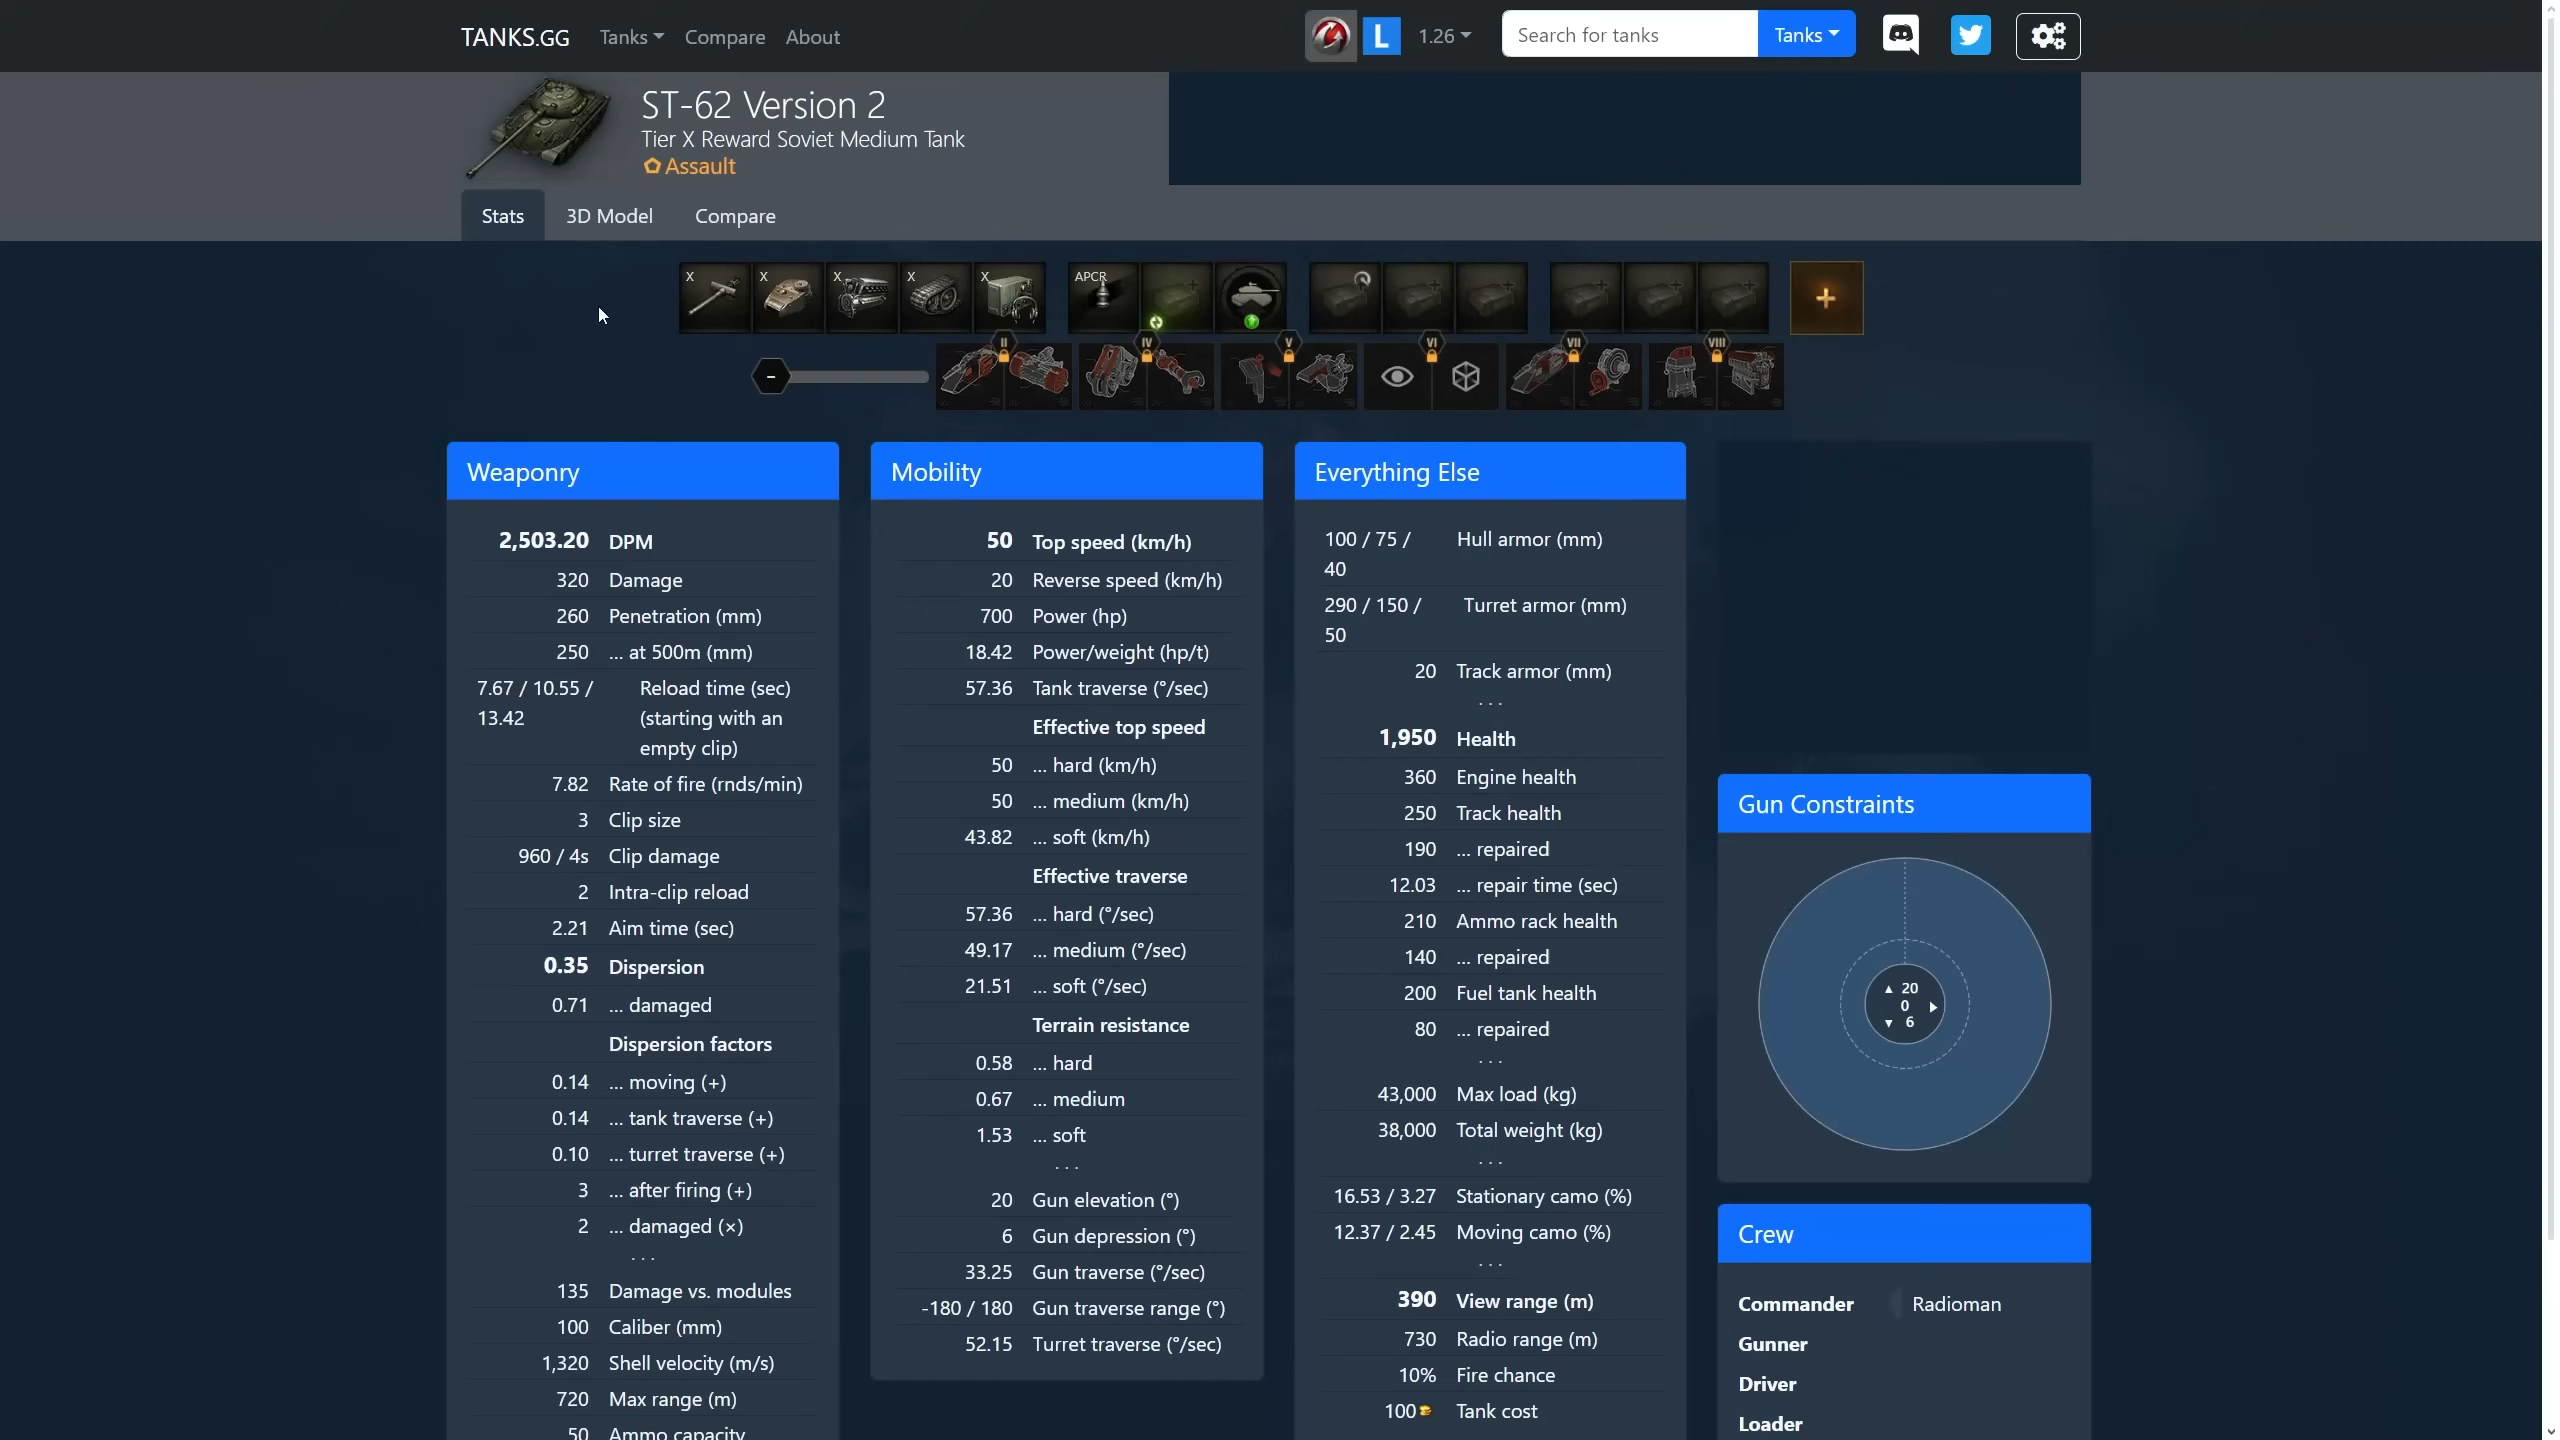 TANKS.GG Tanks Compare About L 1.26 Search for tanks Tanks
ST-62 Version 2
Tier X Reward Soviet Medium Tank
Assault
Stats 3D Model Compare
X X X X X APCR
II IV V VI VII VIII
-
+
Weaponry
2,503.20 DPM
320 Damage
260 Penetration (mm)
250 ... at 500m (mm)
7.67 / 10.55 / Reload time (sec)
13.42 (starting with an
empty clip)
7.82 Rate of fire (rnds/min)
3 Clip size
960 / 4s Clip damage
2 Intra-clip reload
2.21 Aim time (sec)
0.35 Dispersion
0.71 ... damaged
Dispersion factors
0.14 ... moving (+)
0.14 ... tank traverse (+)
0.10 ... turret traverse (+)
3 ... after firing (+)
2 ... damaged (×)
...
135 Damage vs. modules
100 Caliber (mm)
1,320 Shell velocity (m/s)
720 Max range (m)
50 Ammo capacity
Mobility
50 Top speed (km/h)
20 Reverse speed (km/h)
700 Power (hp)
18.42 Power/weight (hp/t)
57.36 Tank traverse (°/sec)
Effective top speed
50 ... hard (km/h)
50 ... medium (km/h)
43.82 ... soft (km/h)
Effective traverse
57.36 ... hard (°/sec)
49.17 ... medium (°/sec)
21.51 ... soft (°/sec)
Terrain resistance
0.58 ... hard
0.67 ... medium
1.53 ... soft
...
20 Gun elevation (°)
6 Gun depression (°)
33.25 Gun traverse (°/sec)
-180 / 180 Gun traverse range (°)
52.15 Turret traverse (°/sec)
Everything Else
100 / 75 / Hull armor (mm)
40
290 / 150 / Turret armor (mm)
50
20 Track armor (mm)
...
1,950 Health
360 Engine health
250 Track health
190 ... repaired
12.03 ... repair time (sec)
210 Ammo rack health
140 ... repaired
200 Fuel tank health
80 ... repaired
...
43,000 Max load (kg)
38,000 Total weight (kg)
...
16.53 / 3.27 Stationary camo (%)
12.37 / 2.45 Moving camo (%)
...
390 View range (m)
730 Radio range (m)
10% Fire chance
100 Tank cost
Gun Constraints
▲ 20
0 ▶
▼ 6
Crew
Commander Radioman
Gunner
Driver
Loader